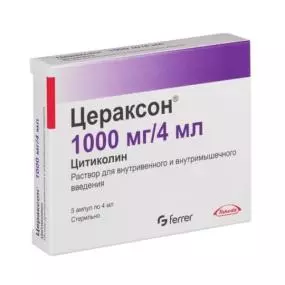 Цераксон®
1000 мг/4 мл
Цитиколин
Раствор для внутривенного и внутримышечного
введения
5 ампул по 4 мл
Стерильно
ferrer
Takeda